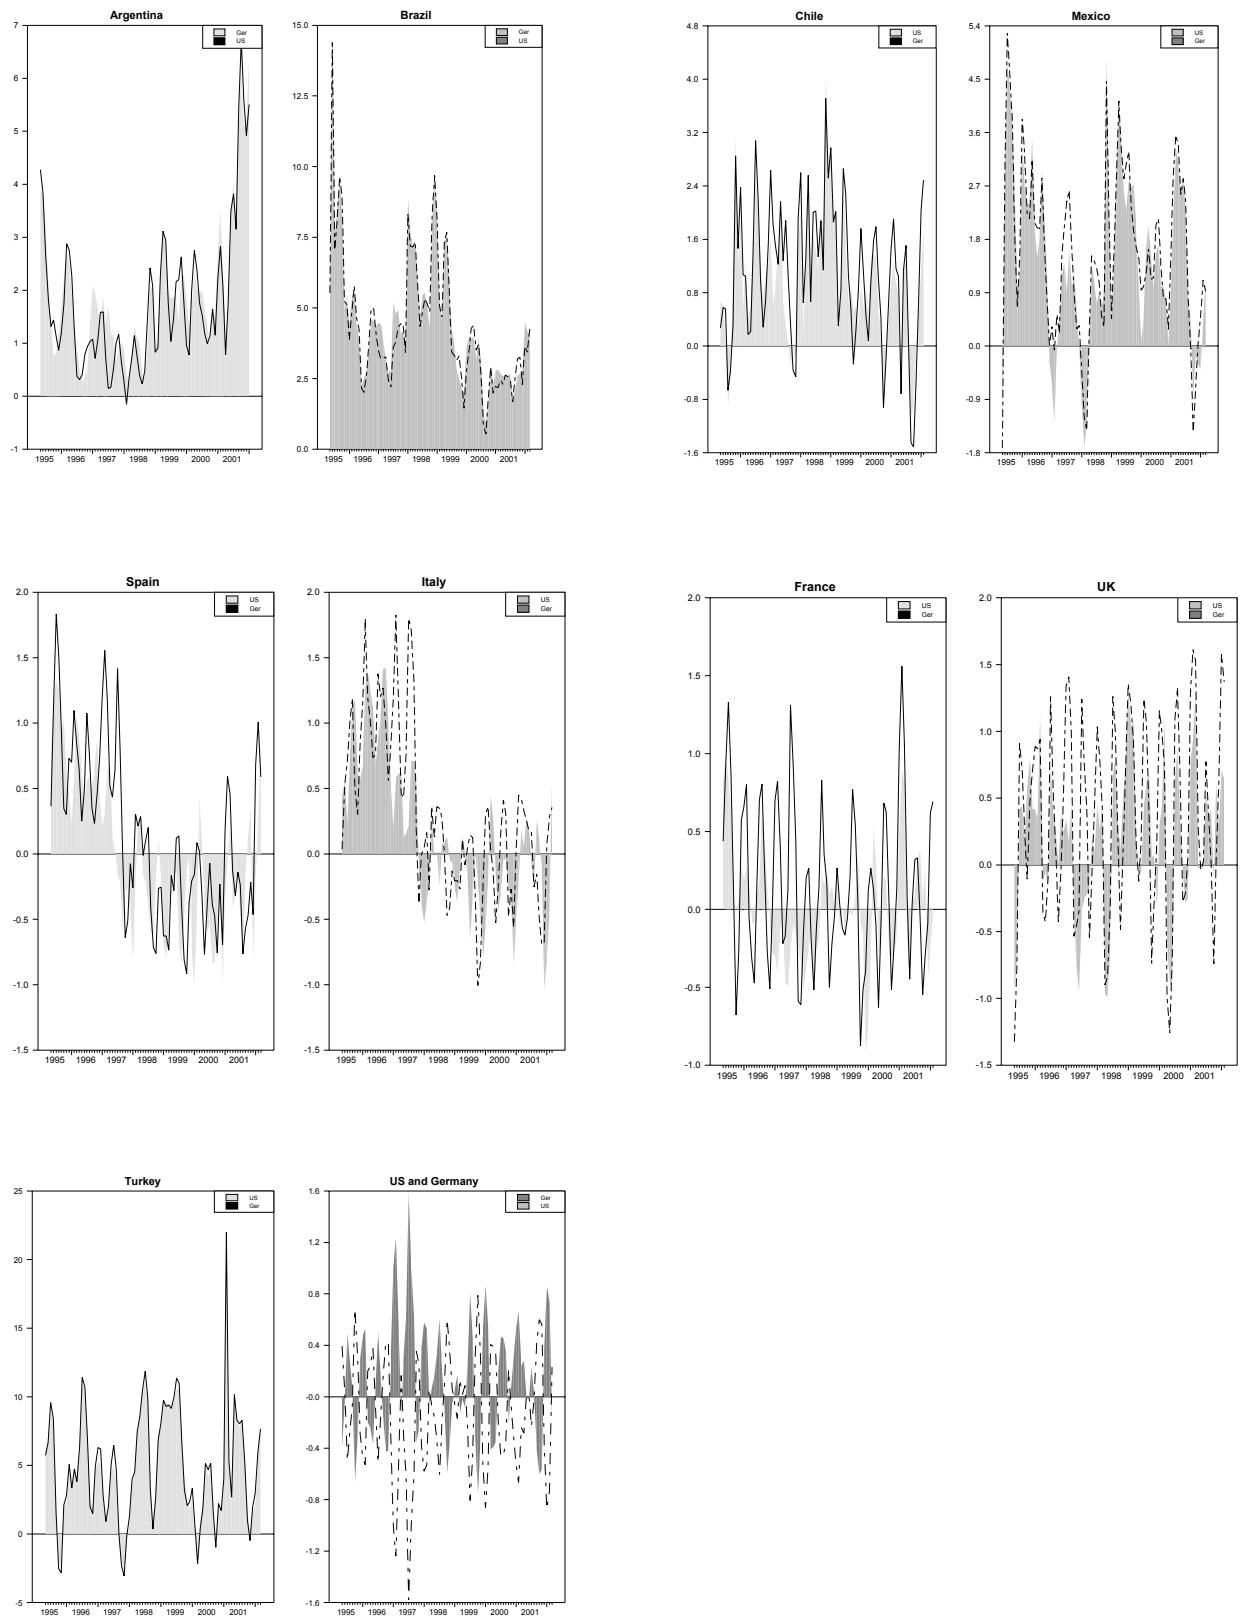 Argentina
Ger
US
7
6
5
4
3
2
1
0
-1
1995 1996 1997 1998 1999 2000 2001
Brazil
Ger
US
15.0
12.5
10.0
7.5
5.0
2.5
0.0
1995 1996 1997 1998 1999 2000 2001
Chile
US
Ger
4.8
4.0
3.2
2.4
1.6
0.8
0.0
-0.8
-1.6
1995 1996 1997 1998 1999 2000 2001
Mexico
US
Ger
5.4
4.5
3.6
2.7
1.8
0.9
0.0
-0.9
-1.8
1995 1996 1997 1998 1999 2000 2001
Spain
US
Ger
2.0
1.5
1.0
0.5
0.0
-0.5
-1.0
-1.5
1995 1996 1997 1998 1999 2000 2001
Italy
US
Ger
2.0
1.5
1.0
0.5
0.0
-0.5
-1.0
-1.5
1995 1996 1997 1998 1999 2000 2001
France
US
Ger
2.0
1.5
1.0
0.5
0.0
-0.5
-1.0
1995 1996 1997 1998 1999 2000 2001
UK
US
Ger
2.0
1.5
1.0
0.5
0.0
-0.5
-1.0
-1.5
1995 1996 1997 1998 1999 2000 2001
Turkey
US
Ger
25
20
15
10
5
0
-5
1995 1996 1997 1998 1999 2000 2001
US and Germany
Ger
US
1.6
1.2
0.8
0.4
-0.0
-0.4
-0.8
-1.2
-1.6
1995 1996 1997 1998 1999 2000 2001